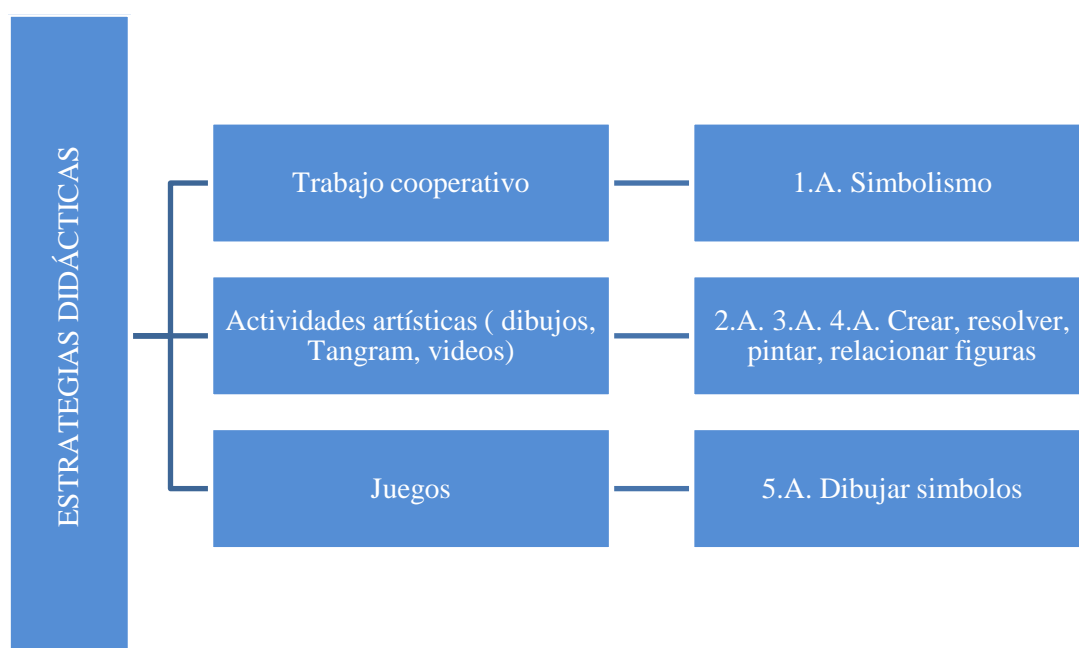 ESTRATEGIAS DIDÁCTICAS
Trabajo cooperativo
1.A. Simbolismo
Actividades artísticas ( dibujos,
Tangram, videos)
2.A. 3.A. 4.A. Crear, resolver,
pintar, relacionar figuras
Juegos
5.A. Dibujar simbolos